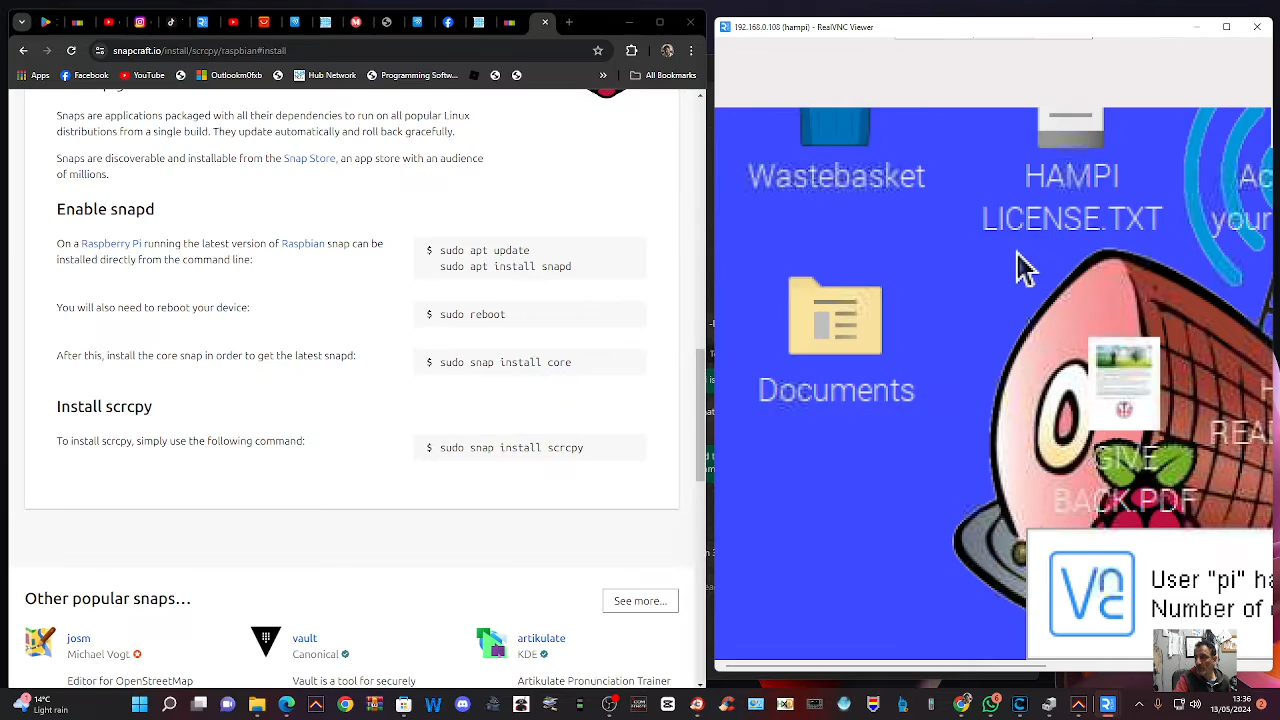 192.168.0.108 (hampi) - RealVNC Viewer
snapcraft.io/install/scrcpy/raspbian#install
Apps
Facebook
All Bookmarks
Snaps are applications packaged with all their dependencies to run on all popular Linux
distributions from a single build. They update automatically and roll back gracefully.
Snaps are discoverable and installable from the Snap Store, an app store with an audience
of millions.
Enable snapd
On a Raspberry Pi running the latest version of Raspbian snap can be
installed directly from the command line:
$ sudo apt update
sudo apt install snapd
You will also need to reboot your device:
$ sudo reboot
After this, install the core snap in order to get the latest snapd:
$ sudo snap install core
Install scrcpy
To install scrcpy, simply use the following command:
$ sudo snap install scrcpy
Other popular snaps...
See more...
josm
Michael Vogt
Editor for OpenStreetMap
vault
Canonical
Vault is a tool for securely
artikulate
KDE
Artikulate Pronunciation Trainer
Wastebasket
HAMPI
LICENSE.TXT
Ac
your
Documents
READ
GIVE
BACK.PDF
VNC
User "pi" ha
Number of
14°C
Light rain
13:36
13/05/2024